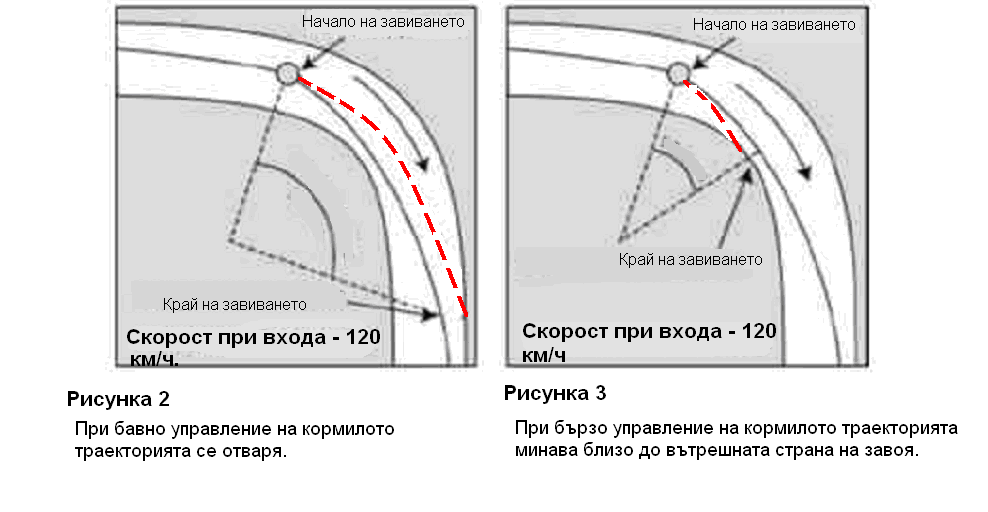 Начало на завиването
Край на завиването
Скорост при входа - 120
км/ч.
Рисунка 2
При бавно управление на кормилото
траекторията се отваря.
Начало на завиването
Край на завиването
Скорост при входа - 120
км/ч
Рисунка 3
При бързо управление на кормилото траекторията
минава близо до вътрешната страна на завоя.